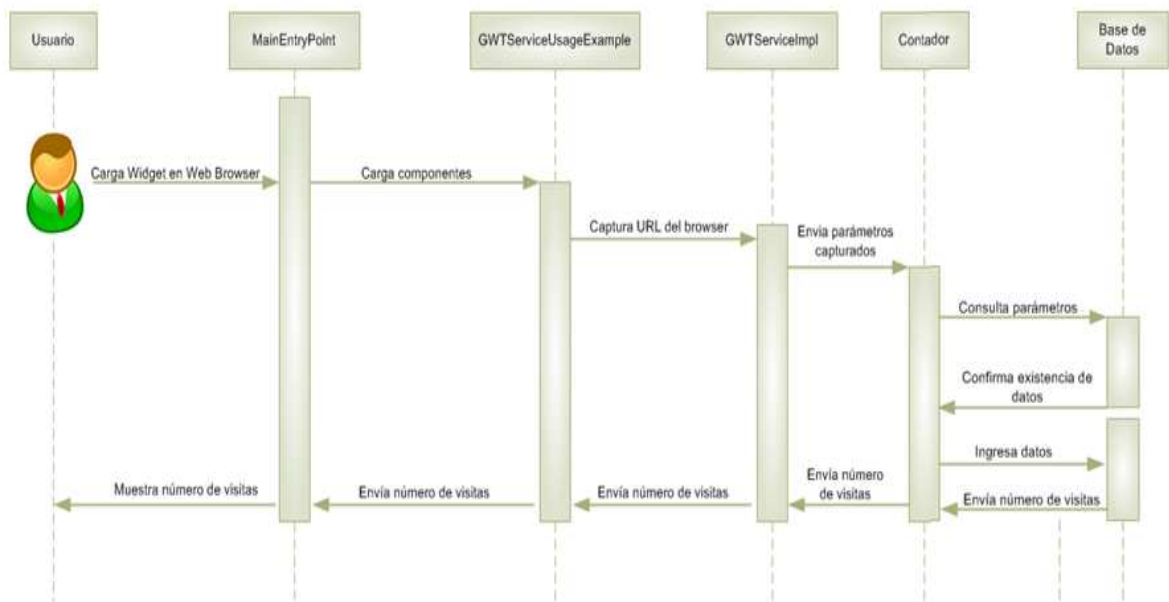 Usuario
MainEntryPoint
GWTServiceUsageExample
GWTServiceImpl
Contador
Base de
Datos
Carga Widget en Web Browser
Carga componentes
Captura URL del browser
Envia parámetros
capturados
Consulta parámetros
Confirma existencia de
datos
Ingresa datos
Muestra número de visitas
Envía número de visitas
Envía número de visitas
Envía número
de visitas
Envía número de visitas